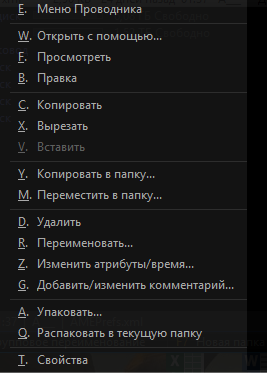 E. Меню Проводника
W. Открыть с помощью...
F. Просмотреть
B. Правка
C. Копировать
X. Вырезать
V. Вставить
Y. Копировать в папку...
M. Переместить в папку...
D. Удалить
R. Переименовать...
Z. Изменить атрибуты/время...
G. Добавить/изменить комментарий...
A. Упаковать...
Q. Распаковать в текущую папку
T. Свойства